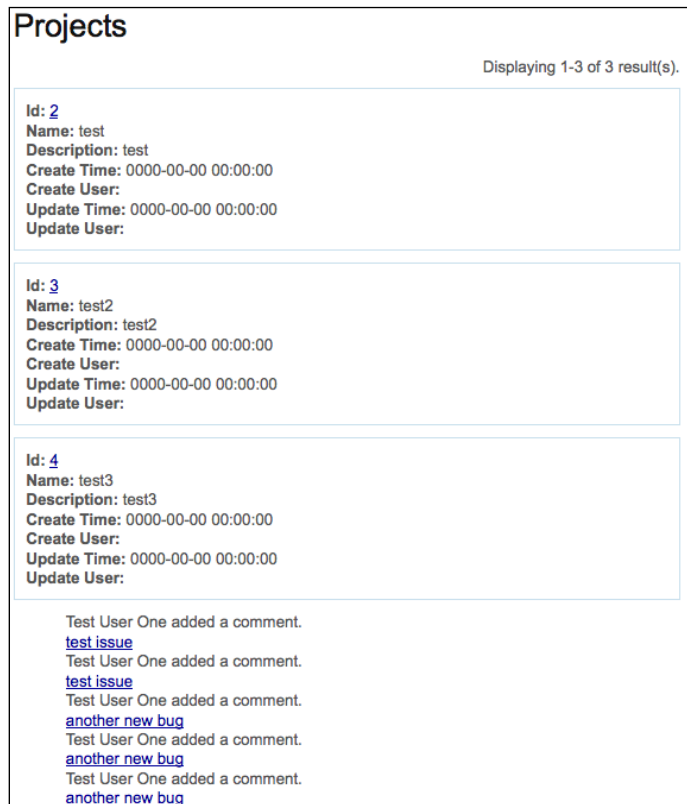 Projects
Displaying 1-3 of 3 result(s).
Id: 2
Name: test
Description: test
Create Time: 0000-00-00 00:00:00
Create User:
Update Time: 0000-00-00 00:00:00
Update User:
Id: 3
Name: test2
Description: test2
Create Time: 0000-00-00 00:00:00
Create User:
Update Time: 0000-00-00 00:00:00
Update User:
Id: 4
Name: test3
Description: test3
Create Time: 0000-00-00 00:00:00
Create User:
Update Time: 0000-00-00 00:00:00
Update User:
Test User One added a comment.
test issue
Test User One added a comment.
test issue
Test User One added a comment.
another new bug
Test User One added a comment.
another new bug
Test User One added a comment.
another new bug